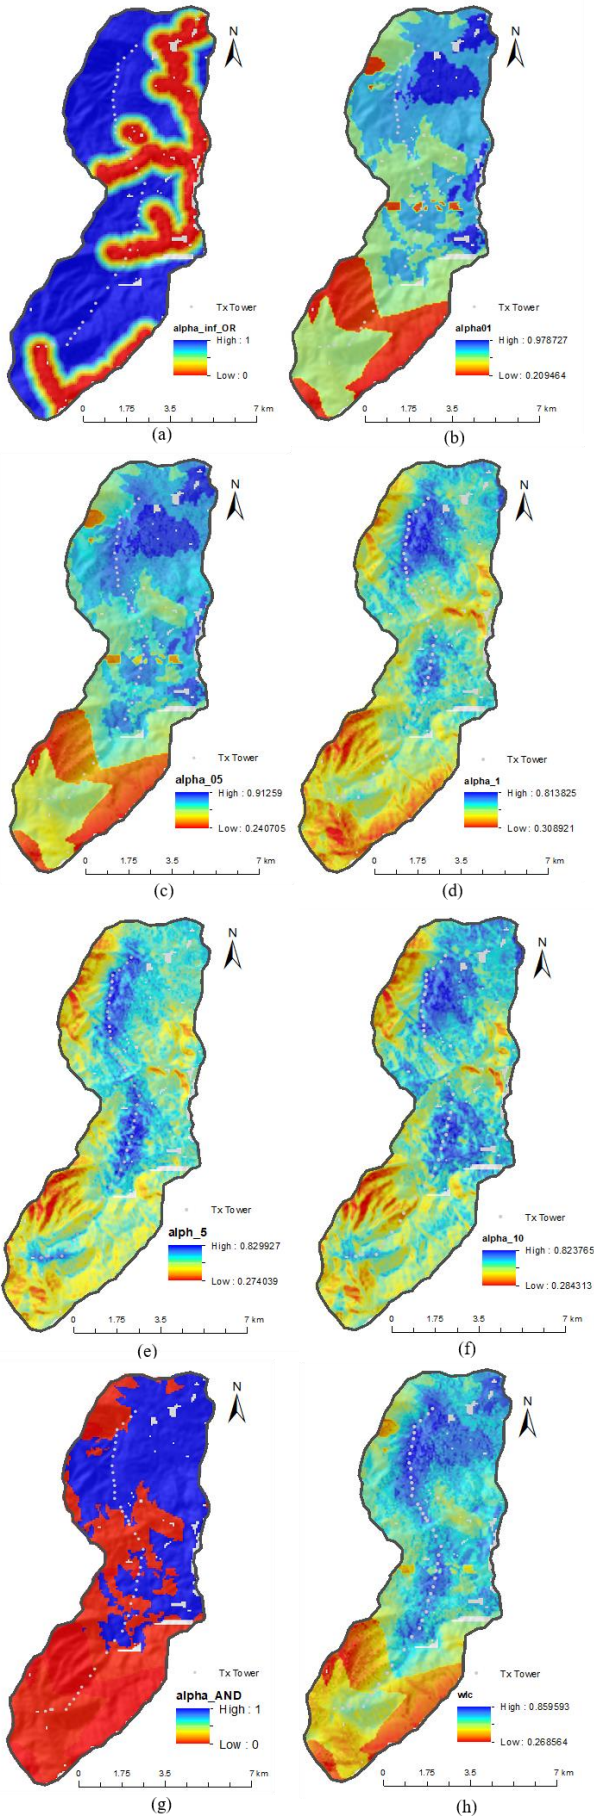 N
N
Tx Tower
alpha_inf_OR
High : 1
Low : 0
0 1.75 3.5 7 km
(a)
Tx Tower
alpha01
High : 0.978727
Low : 0.209464
0 1.75 3.5 7 km
(b)
N
N
Tx Tower
alpha_05
High : 0.91259
Low : 0.240705
0 1.75 3.5 7 km
(c)
Tx Tower
alpha_1
High : 0.813825
Low : 0.308921
0 1.75 3.5 7 km
(d)
N
N
Tx Tower
alph_5
High : 0.829927
Low : 0.274039
0 1.75 3.5 7 km
(e)
Tx Tower
alpha_10
High : 0.823765
Low : 0.284313
0 1.75 3.5 7 km
(f)
N
N
Tx Tower
alpha_AND
High : 1
Low : 0
0 1.75 3.5 7 km
(g)
Tx Tower
wlc
High : 0.859593
Low : 0.268564
0 1.75 3.5 7 km
(h)